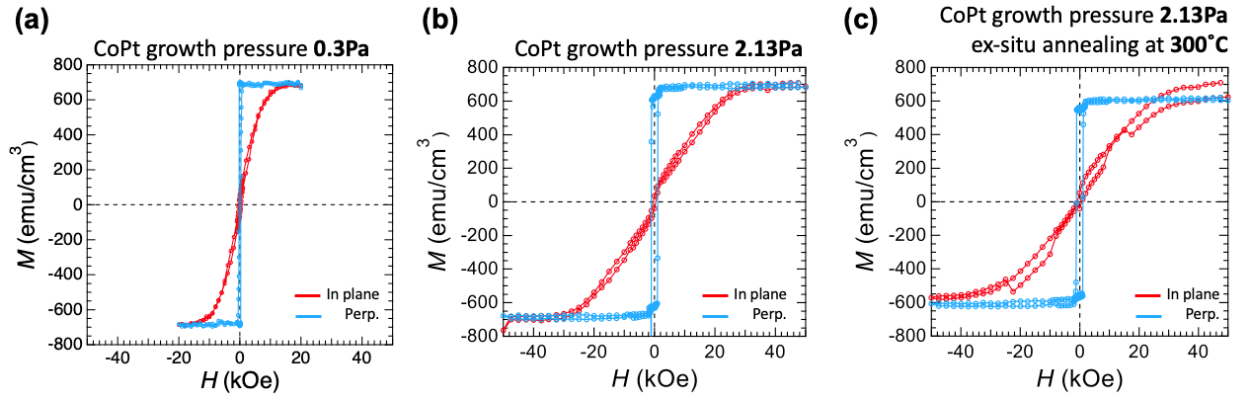 (a)
CoPt growth pressure 0.3Pa
800
600
400
200
0
-200
-400
-600
-800
M (emu/cm³)
-40 -20 0 20 40
H (kOe)
In plane
Perp.
(b)
CoPt growth pressure 2.13Pa
800
600
400
200
0
-200
-400
-600
-800
M (emu/cm³)
-40 -20 0 20 40
H (kOe)
In plane
Perp.
(c)
CoPt growth pressure 2.13Pa
ex-situ annealing at 300˚C
800
600
400
200
0
-200
-400
-600
-800
M (emu/cm³)
-40 -20 0 20 40
H (kOe)
In plane
Perp.